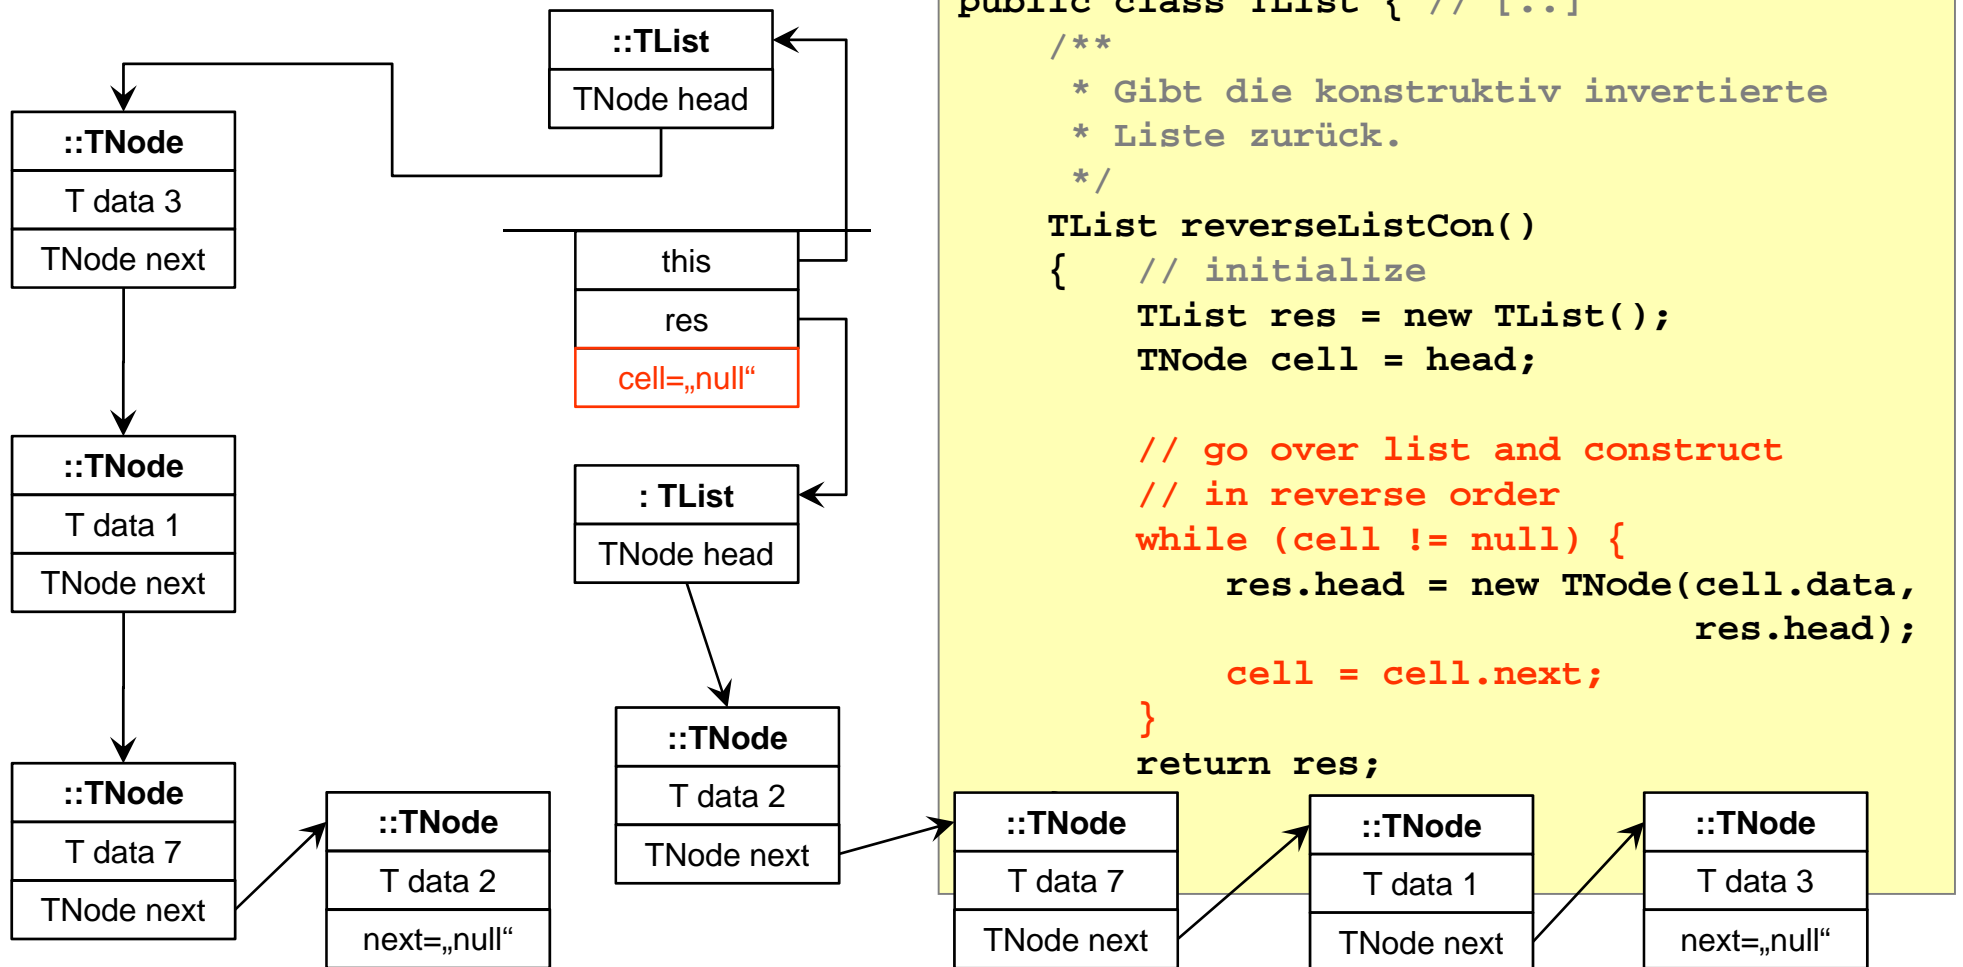 ::TList
TNode head
::TNode
T data 3
TNode next
this
res
cell=„null“
::TNode
T data 1
TNode next
: TList
TNode head
::TNode
T data 7
TNode next
::TNode
T data 2
next=„null“
::TNode
T data 2
TNode next
public class TList { // [..]
/**
* Gibt die konstruktiv invertierte
* Liste zurück.
*/
TList reverseListCon()
{ // initialize
TList res = new TList();
TNode cell = head;
// go over list and construct
// in reverse order
while (cell != null) {
res.head = new TNode(cell.data,
res.head);
cell = cell.next;
}
return res;
::TNode
T data 7
TNode next
::TNode
T data 1
TNode next
::TNode
T data 3
next=„null“